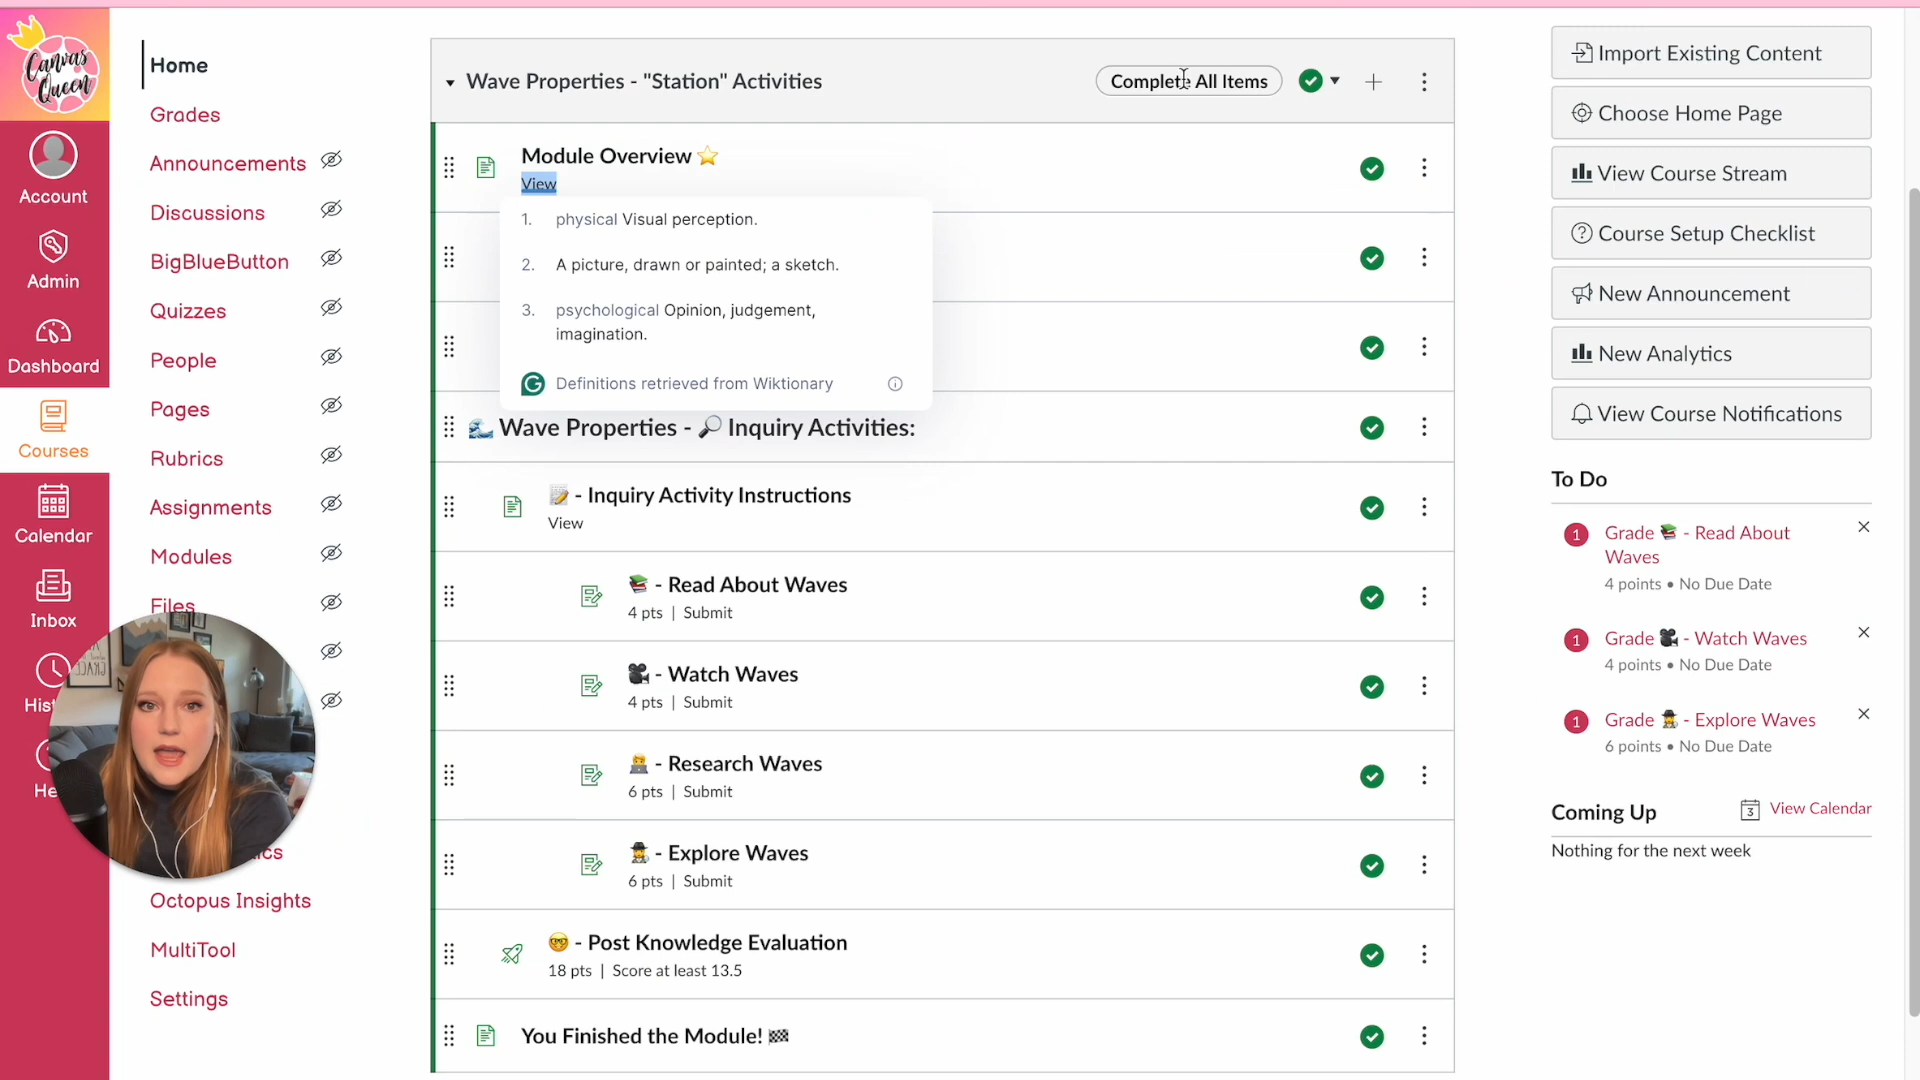 Canvas
Queen
Account
Admin
Dashboard
Courses
Calendar
Inbox
Home
Grades
Announcements
Discussions
BigBlueButton
Quizzes
People
Pages
Rubrics
Assignments
Modules
Files
Octopus Insights
MultiTool
Settings
Wave Properties - "Station" Activities
Complete All Items
Module Overview
View
1. physical Visual perception.
2. A picture, drawn or painted; a sketch.
3. psychological Opinion, judgement,
imagination.
Definitions retrieved from Wiktionary
Wave Properties - 🔎 Inquiry Activities:
📝 - Inquiry Activity Instructions
View
📚 - Read About Waves
4 pts | Submit
🎥 - Watch Waves
4 pts | Submit
🧑‍💻 - Research Waves
6 pts | Submit
🕵️ - Explore Waves
6 pts | Submit
🤓 - Post Knowledge Evaluation
18 pts | Score at least 13.5
You Finished the Module! 🏁
Import Existing Content
Choose Home Page
View Course Stream
Course Setup Checklist
New Announcement
New Analytics
View Course Notifications
To Do
1 Grade 📚 - Read About
Waves
4 points • No Due Date
1 Grade 🎥 - Watch Waves
4 points • No Due Date
1 Grade 🕵️ - Explore Waves
6 points • No Due Date
Coming Up
3 View Calendar
Nothing for the next week